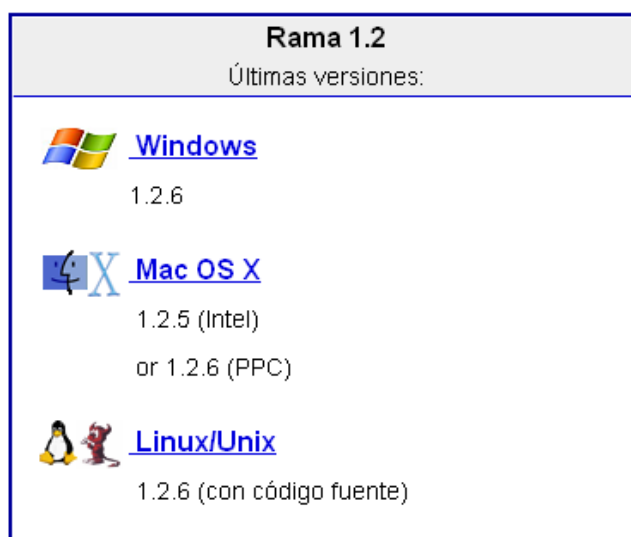 Rama 1.2
Últimas versiones:
Windows
1.2.6
X Mac OS X
1.2.5 (Intel)
or 1.2.6 (PPC)
Linux/Unix
1.2.6 (con código fuente)